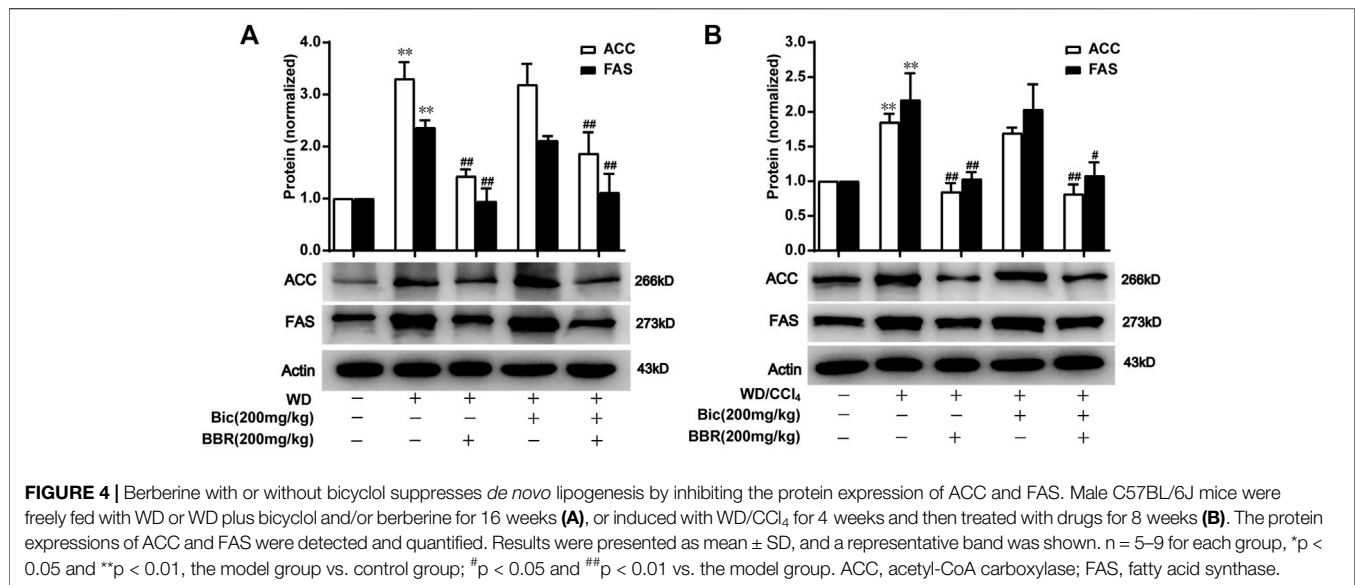 A
4.0
3.0
2.0
1.0
0.0
Protein (normalized)
** ** ## ## ## ##
ACC
FAS
ACC 266kD
FAS 273kD
Actin 43kD
WD − + + + +
Bic(200mg/kg) − − − + +
BBR(200mg/kg) − − + − +
B
3.0
2.5
2.0
1.5
1.0
0.5
0.0
Protein (normalized)
** ** ## ## ## #
ACC
FAS
ACC 266kD
FAS 273kD
Actin 43kD
WD/CCl₄ − + + + +
Bic(200mg/kg) − − − + +
BBR(200mg/kg) − − + − +
FIGURE 4 | Berberine with or without bicyclol suppresses de novo lipogenesis by inhibiting the protein expression of ACC and FAS. Male C57BL/6J mice were
freely fed with WD or WD plus bicyclol and/or berberine for 16 weeks (A), or induced with WD/CCl₄ for 4 weeks and then treated with drugs for 8 weeks (B). The protein
expressions of ACC and FAS were detected and quantified. Results were presented as mean ± SD, and a representative band was shown. n = 5–9 for each group, *p <
0.05 and **p < 0.01, the model group vs. control group; #p < 0.05 and ##p < 0.01 vs. the model group. ACC, acetyl-CoA carboxylase; FAS, fatty acid synthase.